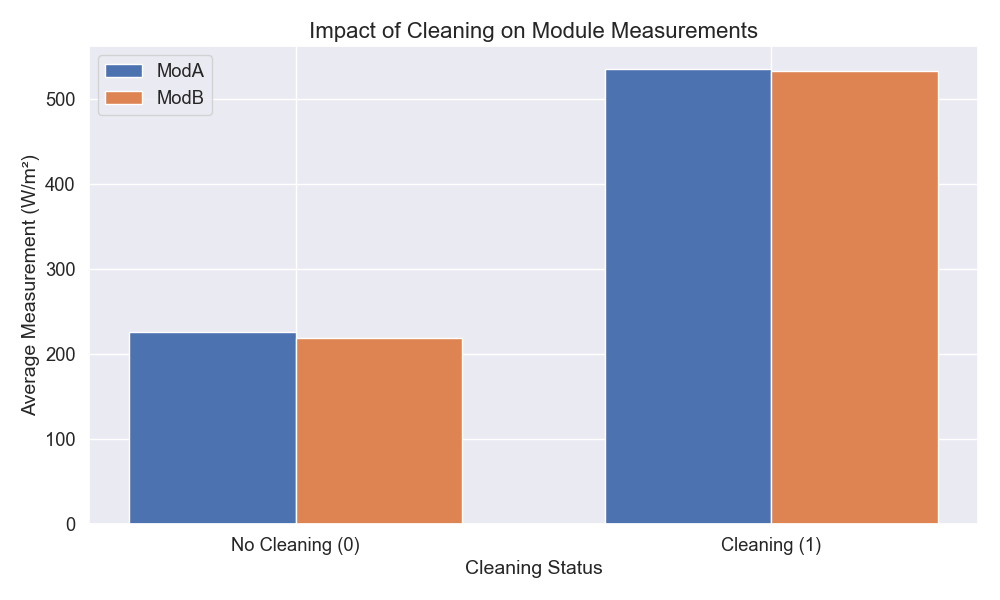 Impact of Cleaning on Module Measurements
ModA
ModB
Average Measurement (W/m²)
500
400
300
200
100
0
No Cleaning (0)
Cleaning (1)
Cleaning Status